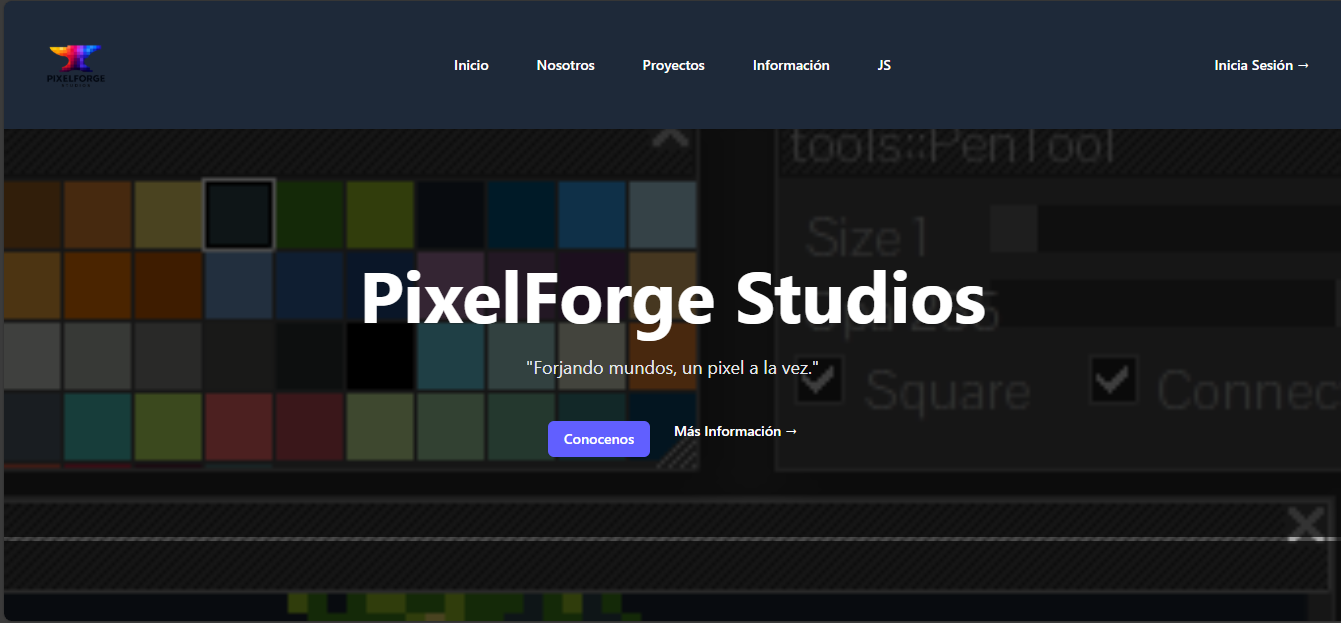 PIXELFORGE
STUDIOS
Inicio Nosotros Proyectos Información JS Inicia Sesión →
tools::PenTool
Size 1
PixelForge Studios
"Forjando mundos, un pixel a la vez."
Square Connec
Conocenos Más Información →